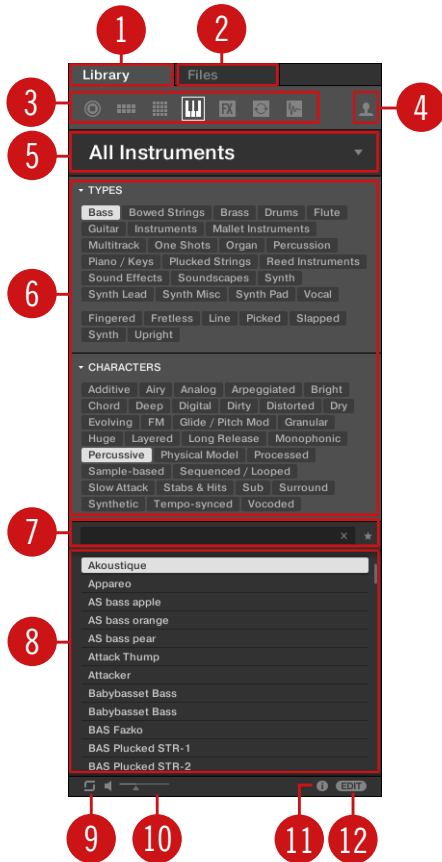 1 2
Library Files
3 FX 4
5 All Instruments
TYPES
Bass Bowed Strings Brass Drums Flute
Guitar Instruments Mallet Instruments
Multitrack One Shots Organ Percussion
Piano / Keys Plucked Strings Reed Instruments
Sound Effects Soundscapes Synth
6 Synth Lead Synth Misc Synth Pad Vocal
Fingered Fretless Line Picked Slapped
Synth Upright
CHARACTERS
Additive Airy Analog Arpeggiated Bright
Chord Deep Digital Dirty Distorted Dry
Evolving FM Glide / Pitch Mod Granular
Huge Layered Long Release Monophonic
Percussive Physical Model Processed
Sample-based Sequenced / Looped
Slow Attack Stabs & Hits Sub Surround
Synthetic Tempo-synced Vocoded
7
Akoustique
Appareo
AS bass apple
AS bass orange
8 AS bass pear
Attack Thump
Attacker
Babybasset Bass
Babybasset Bass
BAS Fazko
BAS Plucked STR-1
BAS Plucked STR-2
i EDIT
9 10 11 12